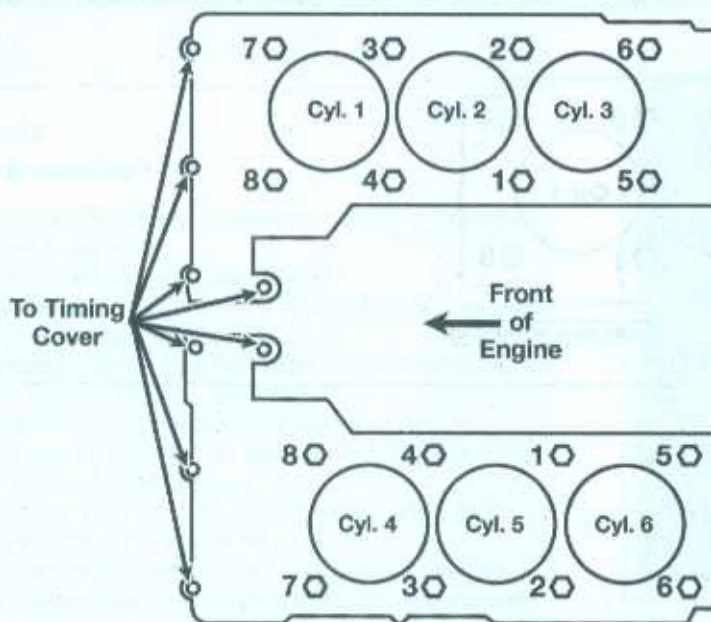 7 3 2 6
Cyl. 1 Cyl. 2 Cyl. 3
8 4 1 5
To Timing
Cover
Front
of
Engine
8 4 1 5
Cyl. 4 Cyl. 5 Cyl. 6
7 3 2 6